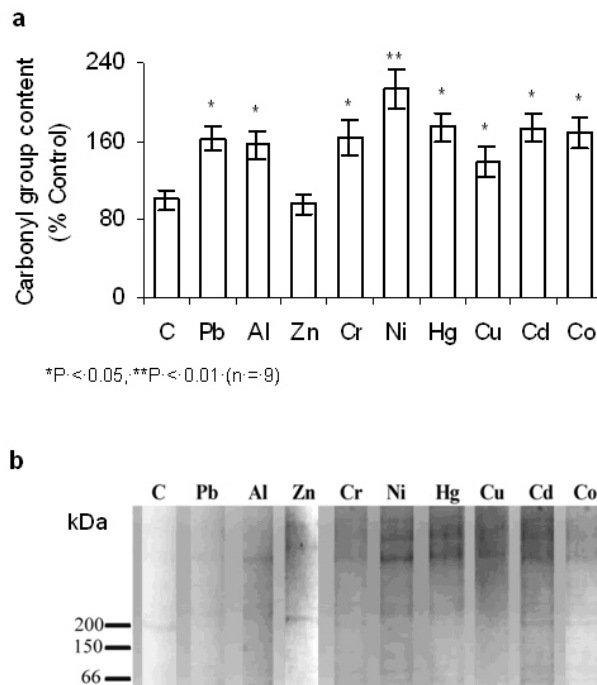 a
Carbonyl group content
(% Control)
240
160
80
0
* * * ** * * * *
C Pb Al Zn Cr Ni Hg Cu Cd Co
*P·<·0.05,·**P·<·0.01·(n·=·9)
b
C Pb Al Zn Cr Ni Hg Cu Cd Co
kDa
200
150
66